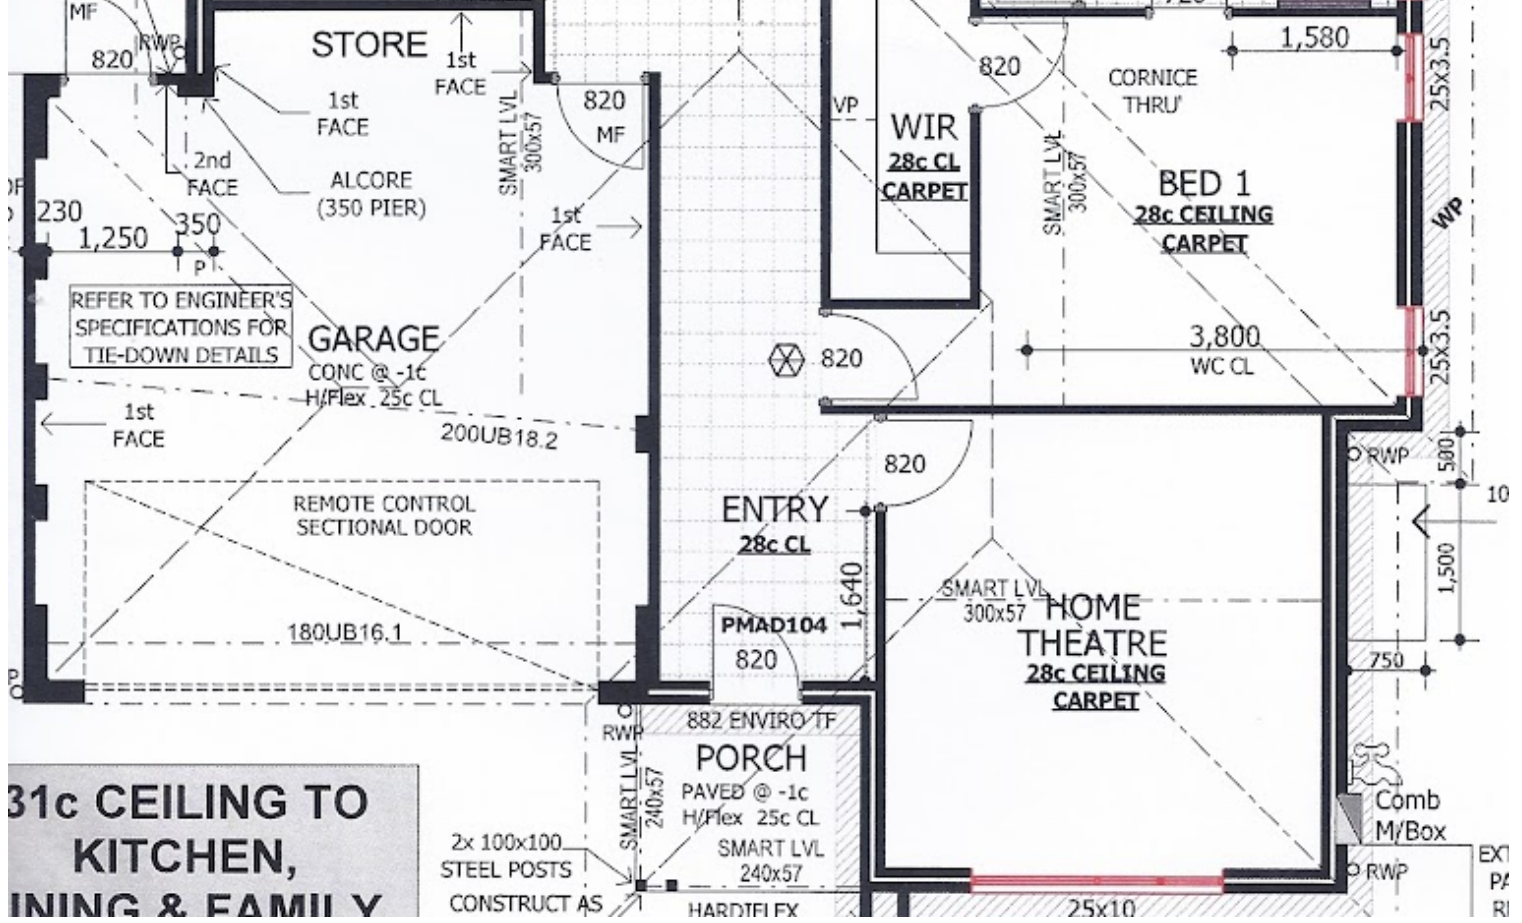 MF
RWP
820
STORE
1st
FACE
1st
FACE
2nd
FACE
ALCORE
(350 PIER)
SMART LVL
300x57
820
MF
1st
FACE
230
1,250
350
P
REFER TO ENGINEER'S
SPECIFICATIONS FOR
TIE-DOWN DETAILS
GARAGE
CONC @ -1c
H/Flex 25c CL
1st
FACE
200UB18.2
REMOTE CONTROL
SECTIONAL DOOR
180UB16.1
VP
WIR
28c CL
CARPET
820
CORNICE
THRU'
1,580
25x3.5
SMART LVL
300x57
BED 1
28c CEILING
CARPET
WP
3,800
WC CL
25x3.5
820
820
ENTRY
28c CL
1,640
PMAD104
820
882 ENVIRO TF
SMART LVL
300x57
HOME
THEATRE
28c CEILING
CARPET
RWP
500
10
1,500
750
Comb
M/Box
RWP
25x10
RWP
PORCH
PAVED @ -1c
H/Flex 25c CL
SMART LVL
240x57
SMART LVL
240x57
2x 100x100
STEEL POSTS
CONSTRUCT AS
HARDIFLEX
31c CEILING TO
KITCHEN,
INING & FAMILY